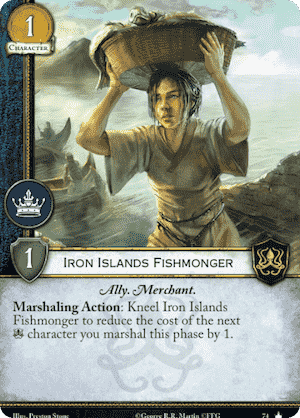 1
CHARACTER
1
IRON ISLANDS FISHMONGER
Ally. Merchant.
Marshaling Action: Kneel Iron Islands
Fishmonger to reduce the cost of the next
character you marshal this phase by 1.
Illus. Preston Stone ©George R.R. Martin ©FFG 74